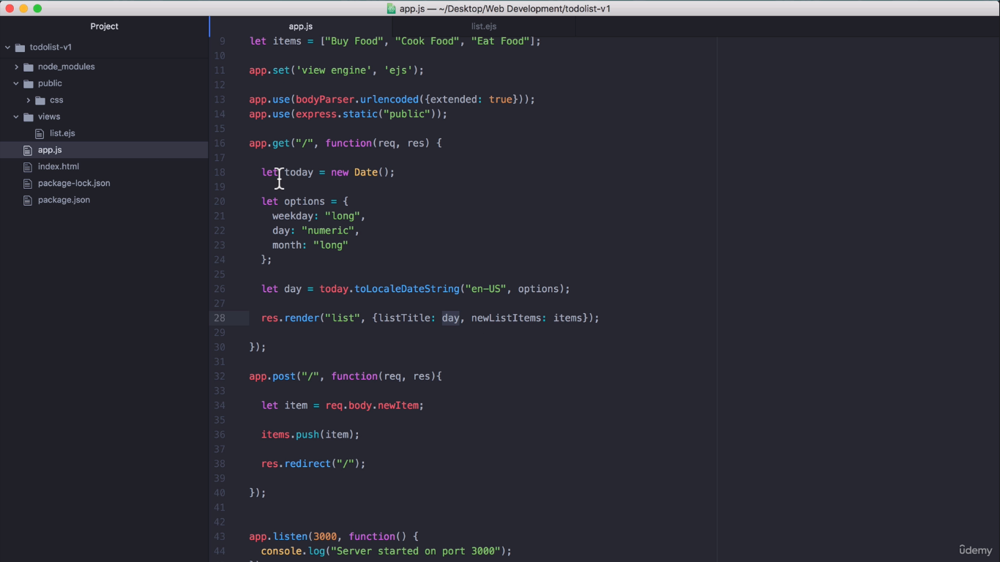 app.js — ~/Desktop/Web Development/todolist-v1
Project
app.js
list.ejs
todolist-v1
node_modules
public
css
views
list.ejs
app.js
index.html
package-lock.json
package.json
9 let items = ["Buy Food", "Cook Food", "Eat Food"];
10
11 app.set('view engine', 'ejs');
12
13 app.use(bodyParser.urlencoded({extended: true}));
14 app.use(express.static("public"));
15
16 app.get("/", function(req, res) {
17
18 let today = new Date();
19
20 let options = {
21 weekday: "long",
22 day: "numeric",
23 month: "long"
24 };
25
26 let day = today.toLocaleDateString("en-US", options);
27
28 res.render("list", {listTitle: day, newListItems: items});
29
30 });
31
32 app.post("/", function(req, res){
33
34 let item = req.body.newItem;
35
36 items.push(item);
37
38 res.redirect("/");
39
40 });
41
42
43 app.listen(3000, function() {
44 console.log("Server started on port 3000");
ûdemy